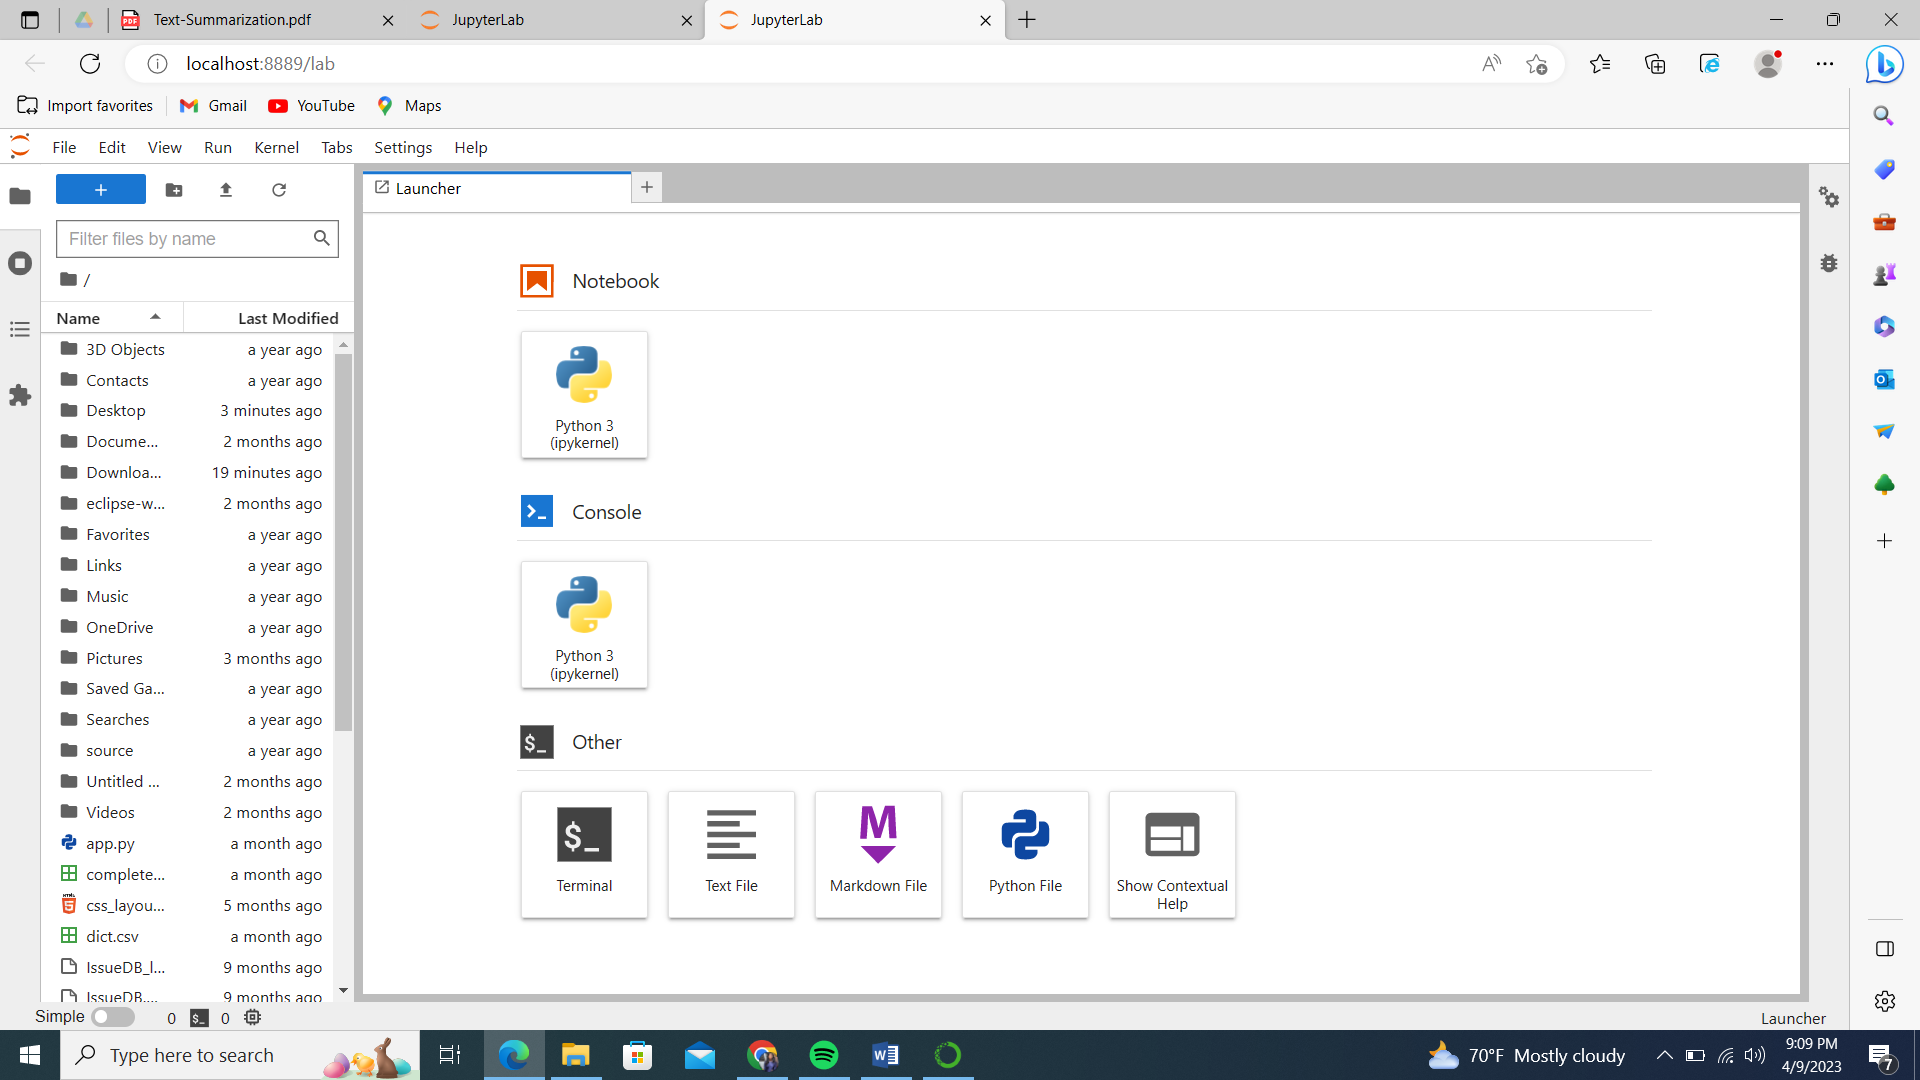 Text-Summarization.pdf
JupyterLab
JupyterLab
localhost:8889/lab
Import favorites
Gmail
YouTube
Maps
File Edit View Run Kernel Tabs Settings Help
Launcher
Filter files by name
/
Name Last Modified
3D Objects a year ago
Contacts a year ago
Desktop 3 minutes ago
Docume... 2 months ago
Downloa... 19 minutes ago
eclipse-w... 2 months ago
Favorites a year ago
Links a year ago
Music a year ago
OneDrive a year ago
Pictures 3 months ago
Saved Ga... a year ago
Searches a year ago
source a year ago
Untitled ... 2 months ago
Videos 2 months ago
app.py a month ago
complete... a month ago
css_layou... 5 months ago
dict.csv a month ago
IssueDB_l... 9 months ago
IssueDB.... 9 months ago
Notebook
Python 3
(ipykernel)
Console
Python 3
(ipykernel)
$_ Other
$_
Terminal
Text File
M
Markdown File
Python File
Show Contextual
Help
Simple 0 $_ 0
Launcher
Type here to search
70°F Mostly cloudy
9:09 PM
4/9/2023
7